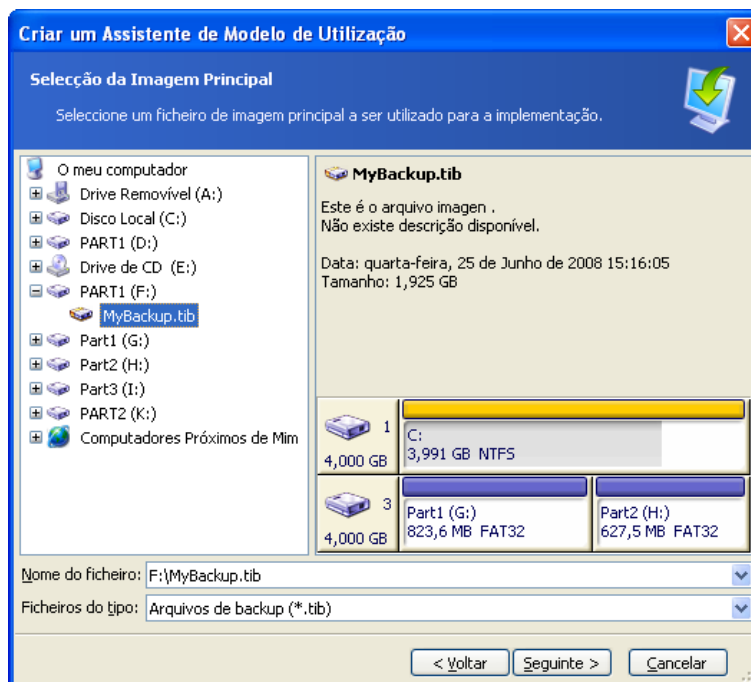 Criar um Assistente de Modelo de Utilização
Selecção da Imagem Principal
Seleccione um ficheiro de imagem principal a ser utilizado para a implementação.
O meu computador
Drive Removível (A:)
Disco Local (C:)
PART1 (D:)
Drive de CD (E:)
PART1 (F:)
MyBackup.tib
Part1 (G:)
Part2 (H:)
Part3 (I:)
PART2 (K:)
Computadores Próximos de Mim
MyBackup.tib
Este é o arquivo imagen .
Não existe descrição disponível.
Data: quarta-feira, 25 de Junho de 2008 15:16:05
Tamanho: 1,925 GB
1
4,000 GB
C:
3,991 GB NTFS
3
4,000 GB
Part1 (G:)
823,6 MB FAT32
Part2 (H:)
627,5 MB FAT32
Nome do ficheiro: F:\MyBackup.tib
Ficheiros do tipo: Arquivos de backup (*.tib)
< Voltar Seguinte > Cancelar